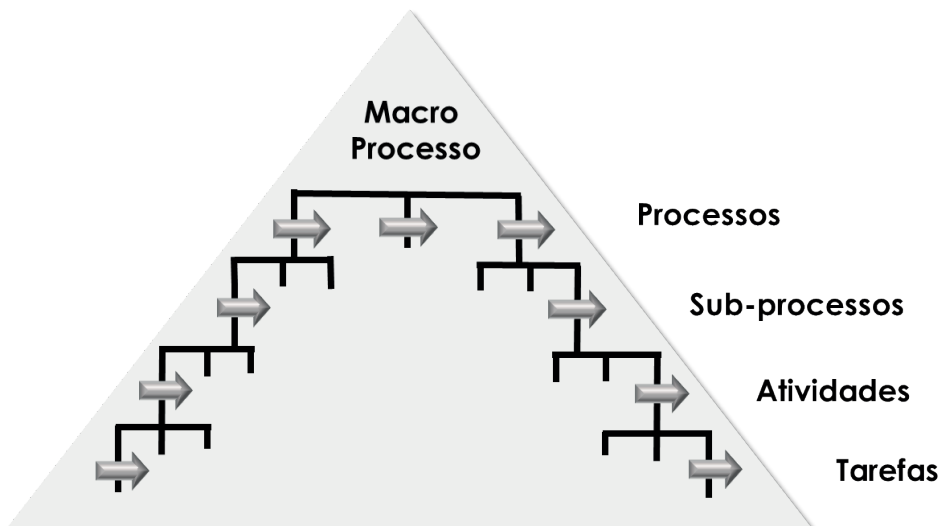 Macro
Processo
Processos
Sub-processos
Atividades
Tarefas